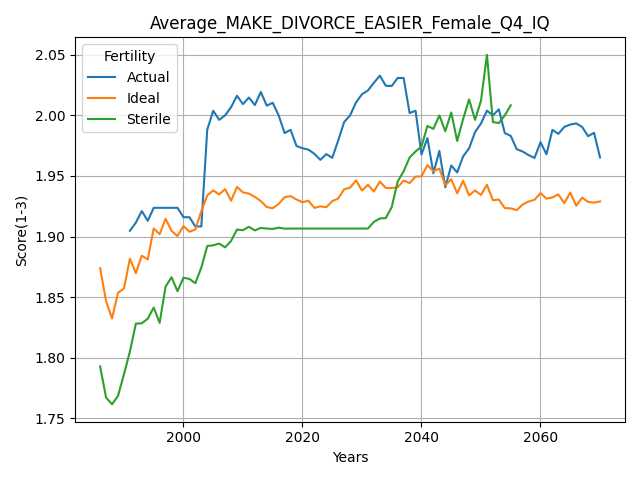 Average_MAKE_DIVORCE_EASIER_Female_Q4_IQ
Fertility
Actual
Ideal
Sterile
Score(1-3)
2.05
2.00
1.95
1.90
1.85
1.80
1.75
2000
2020
2040
2060
Years